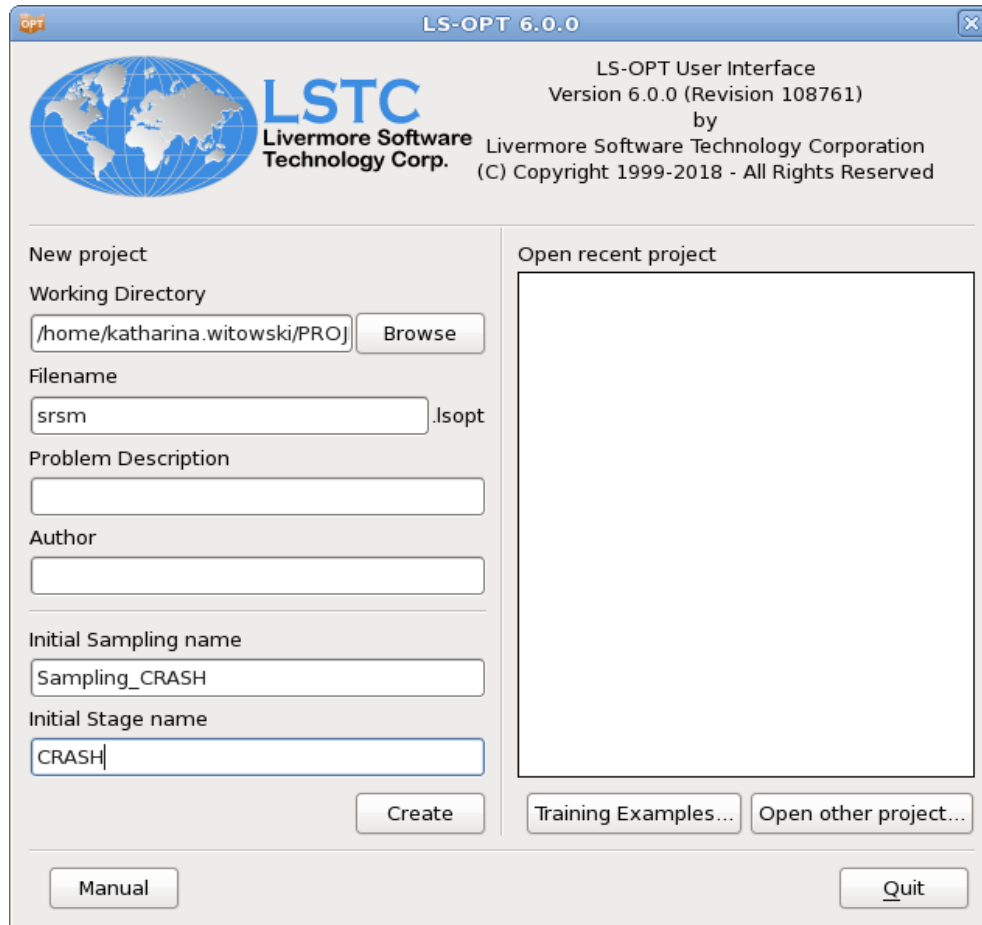 OPT
LS-OPT 6.0.0
LSTC
Livermore Software
Technology Corp.
LS-OPT User Interface
Version 6.0.0 (Revision 108761)
by
Livermore Software Technology Corporation
(C) Copyright 1999-2018 - All Rights Reserved
New project
Working Directory
/home/katharina.witowski/PROJ
Browse
Filename
srsm
.lsopt
Problem Description
Author
Initial Sampling name
Sampling_CRASH
Initial Stage name
CRASH
Create
Open recent project
Training Examples...
Open other project...
Manual
Quit